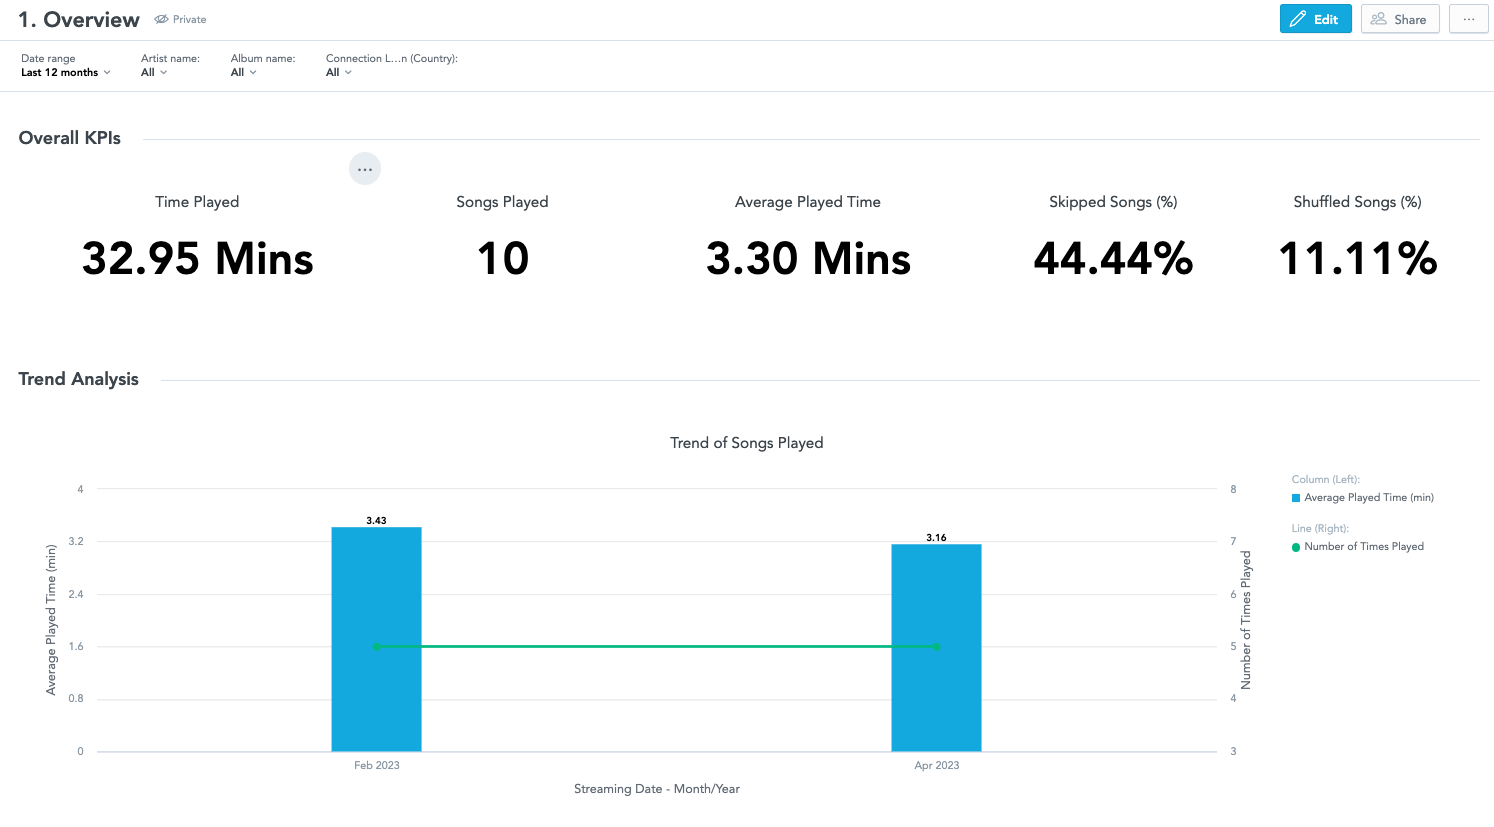 1. Overview
Private
Edit
Share
...
Date range
Last 12 months
Artist name:
All
Album name:
All
Connection L...n (Country):
All
Overall KPIs
...
Time Played
32.95 Mins
Songs Played
10
Average Played Time
3.30 Mins
Skipped Songs (%)
44.44%
Shuffled Songs (%)
11.11%
Trend Analysis
Trend of Songs Played
Average Played Time (min)
4
3.2
2.4
1.6
0.8
0
3.43
3.16
8
7
6
5
4
3
Number of Times Played
Feb 2023
Apr 2023
Streaming Date - Month/Year
Column (Left):
Average Played Time (min)
Line (Right):
Number of Times Played